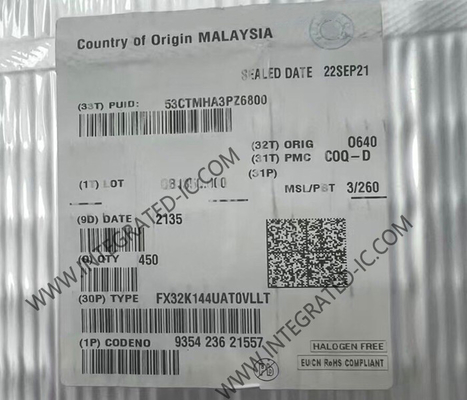 Country of Origin MALAYSIA
SEALED DATE 22SEP21
(33T) PUID: 53CTMHA3PZ6800
(32T) ORIG 0640
(31T) PMC COQ-D
(31P)
(1T) LOT
MSL/PBT 3/260
(9D) DATE 2135
(Q) QTY 450
(30P) TYPE FX32K144UAT0VLLT
(1P) CODENO 9354 236 21557
HALOGEN FREE
EU/CN RoHS COMPLIANT
Pb
WWW.INTEGRATED-IC.COM
WWW.INTEGRATED-IC.COM